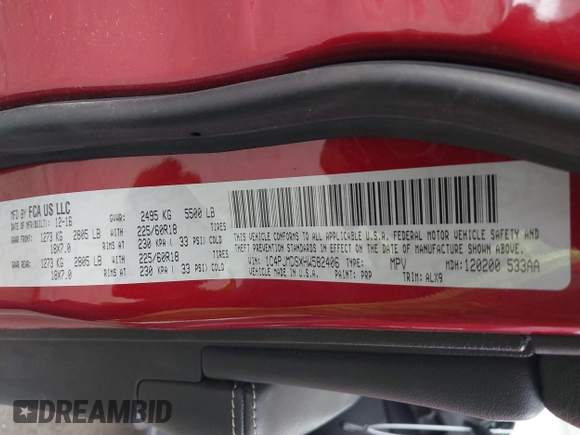 MFD BY FCA US LLC
DATE OF MFR(BUILT): 12-16
GVWR: 2495 KG 5500 LB
GAWR FRONT: 1273 KG 2805 LB WITH 225/60R18 TIRES
18X7.0 RIMS AT 230 KPA ( 33 PSI) COLD
GAWR REAR: 1273 KG 2805 LB WITH 225/60R18 TIRES
18X7.0 RIMS AT 230 KPA ( 33 PSI) COLD
THIS VEHICLE CONFORMS TO ALL APPLICABLE U.S.A. FEDERAL MOTOR VEHICLE SAFETY AND
THEFT PREVENTION STANDARDS IN EFFECT IN U.S.A. ON THE DATE OF MANUFACTURE SHOWN ABOVE.
VIN: 1C4PJMDSXHW582406 TYPE: MPV MDH: 120200 533AA
PAINT: PRP TRIM: ALX9
DREAMBID